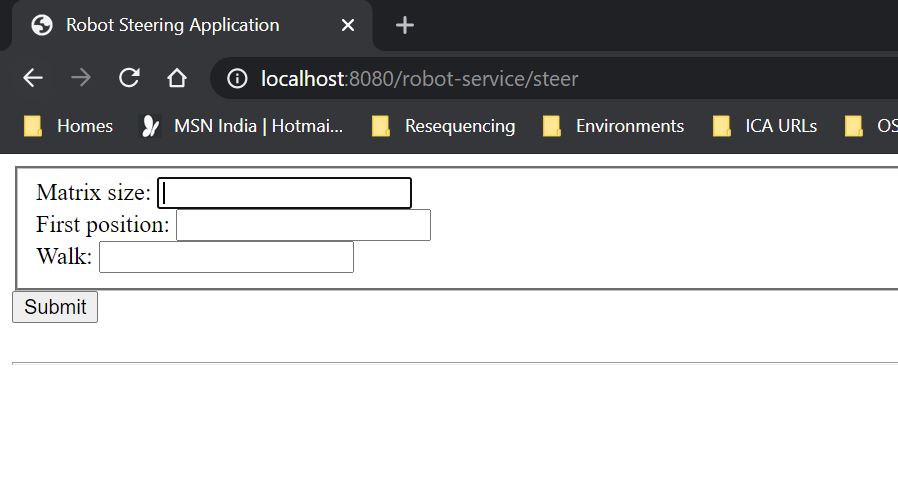 Robot Steering Application
localhost:8080/robot-service/steer
Homes MSN India | Hotmai... Resequencing Environments ICA URLs OS
Matrix size:
First position:
Walk:
Submit